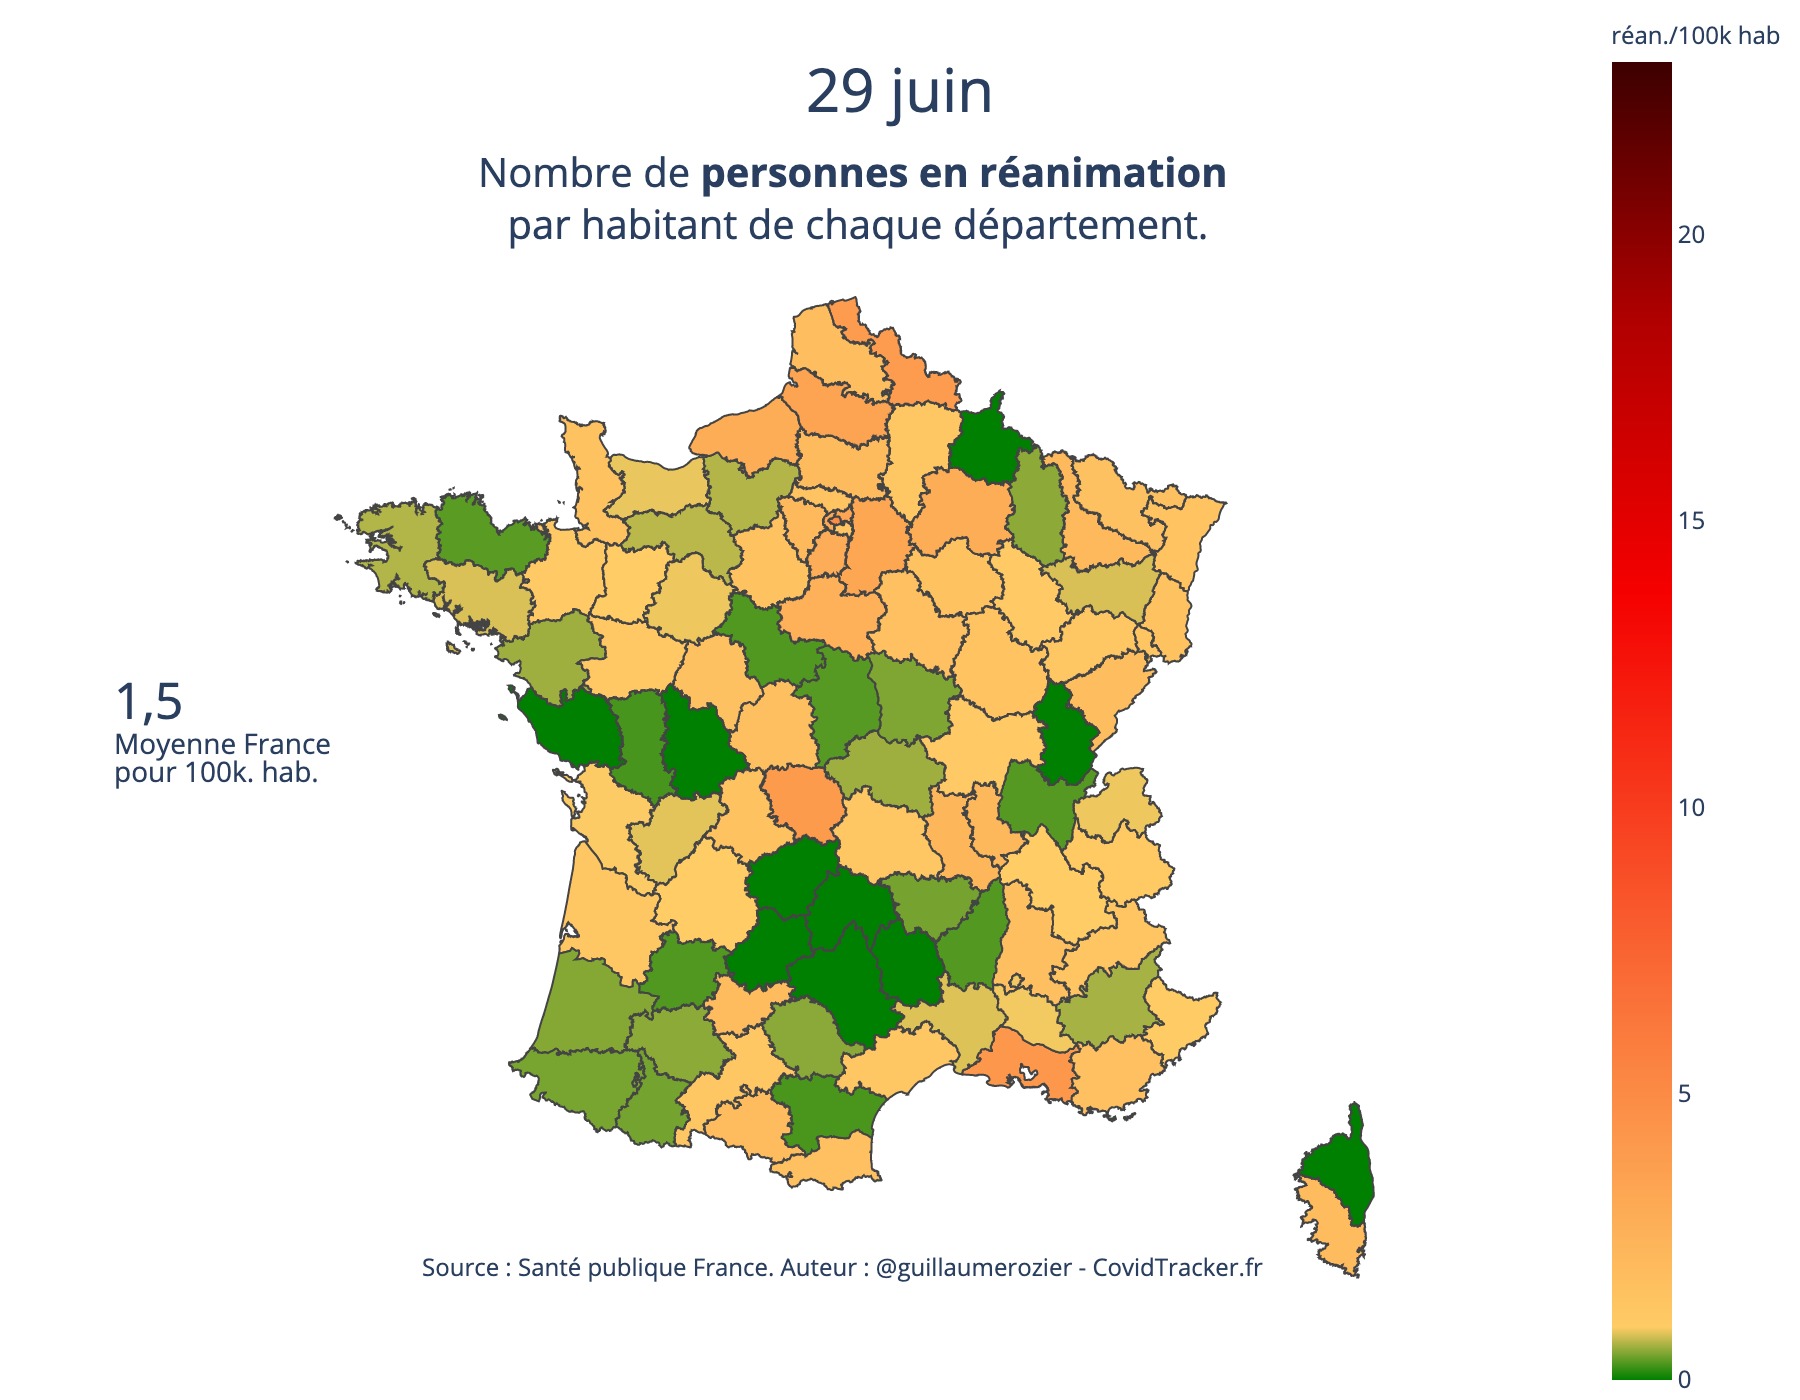 réan./100k hab
29 juin
Nombre de personnes en réanimation
par habitant de chaque département.
20
15
1,5
Moyenne France
pour 100k. hab.
10
5
Source : Santé publique France. Auteur : @guillaumerozier - CovidTracker.fr
0